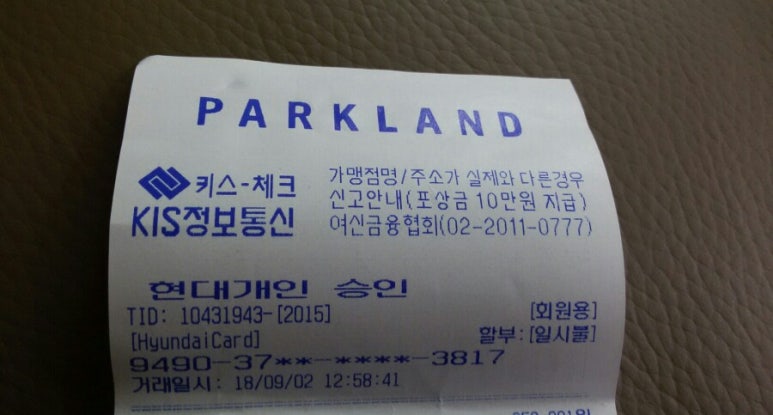 PARKLAND
키스-체크
KIS정보통신
가맹점명/주소가 실제와 다른경우
신고안내(포상금 10만원 지급)
여신금융협회(02-2011-0777)
현대개인 승인
TID: 10431943-[2015] [회원용]
[HyundaiCard] 할부:[일시불]
9490-37**-****-3817
거래일시: 18/09/02 12:58:41